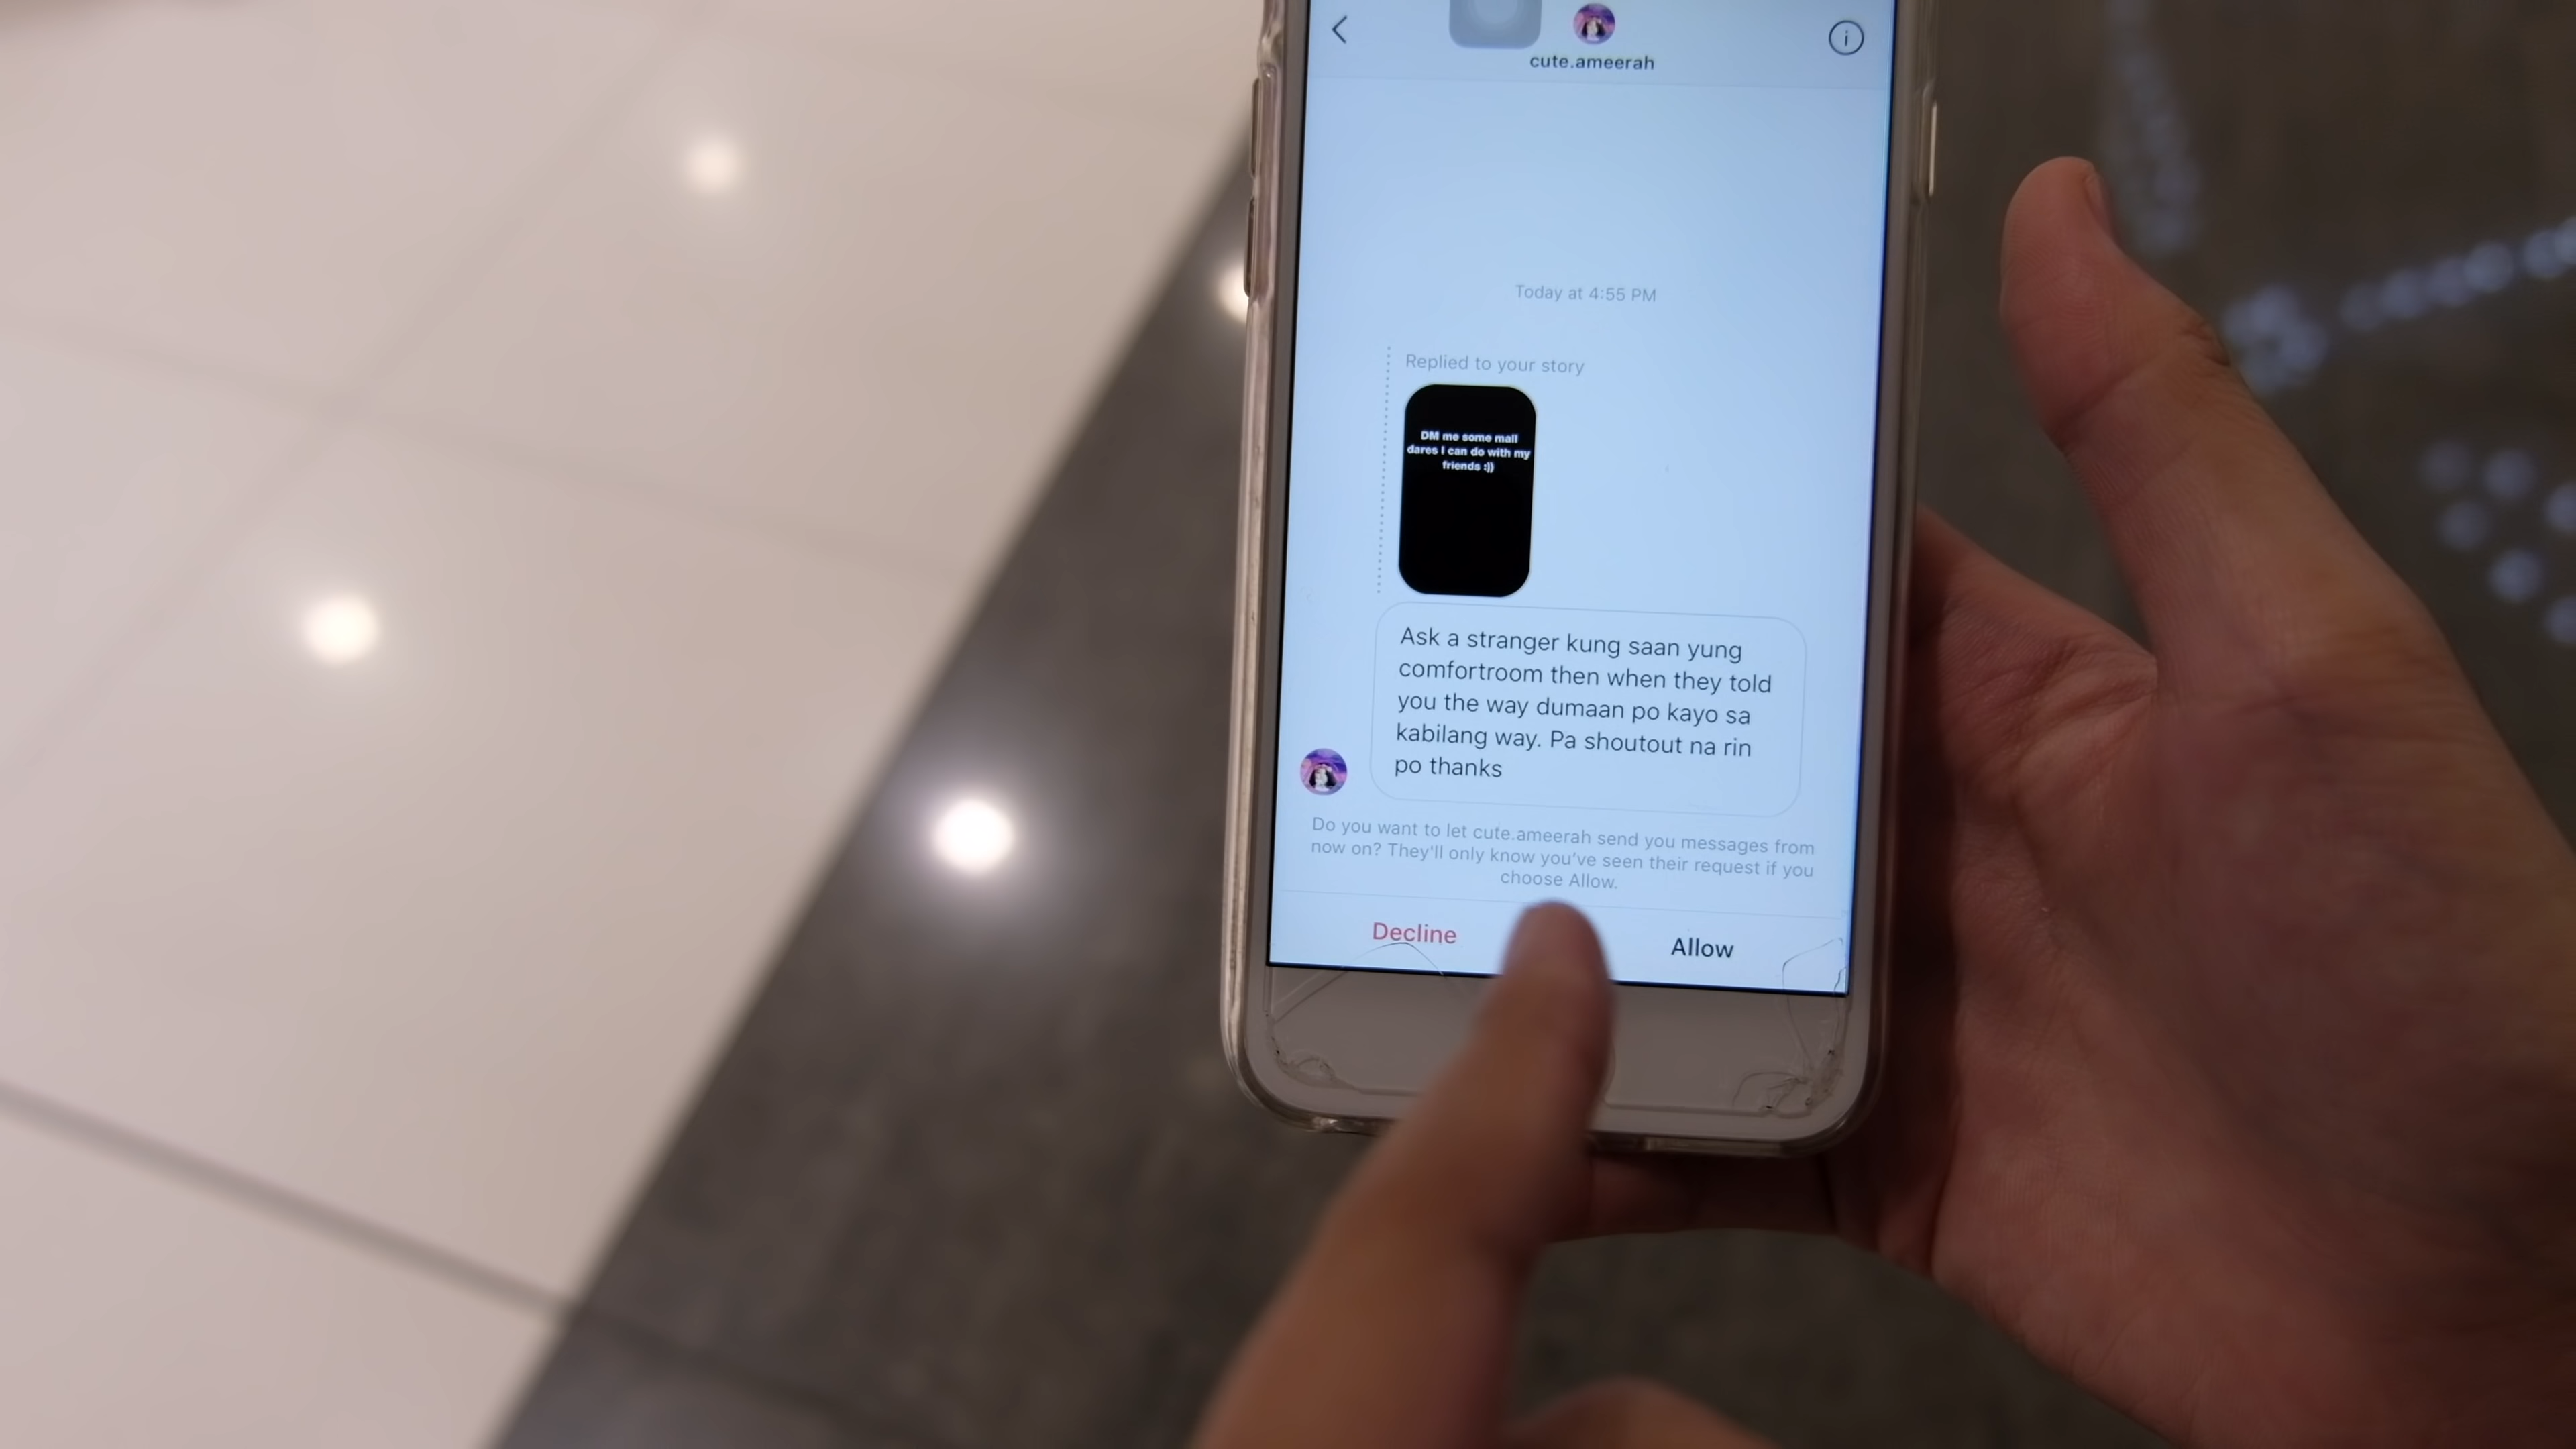 cute.ameerah
Today at 4:55 PM
Replied to your story
DM me some mall
dares I can do with my
friends :))
Ask a stranger kung saan yung
comfortroom then when they told
you the way dumaan po kayo sa
kabilang way. Pa shoutout na rin
po thanks
Do you want to let cute.ameerah send you messages from
now on? They'll only know you've seen their request if you
choose Allow.
Decline
Allow